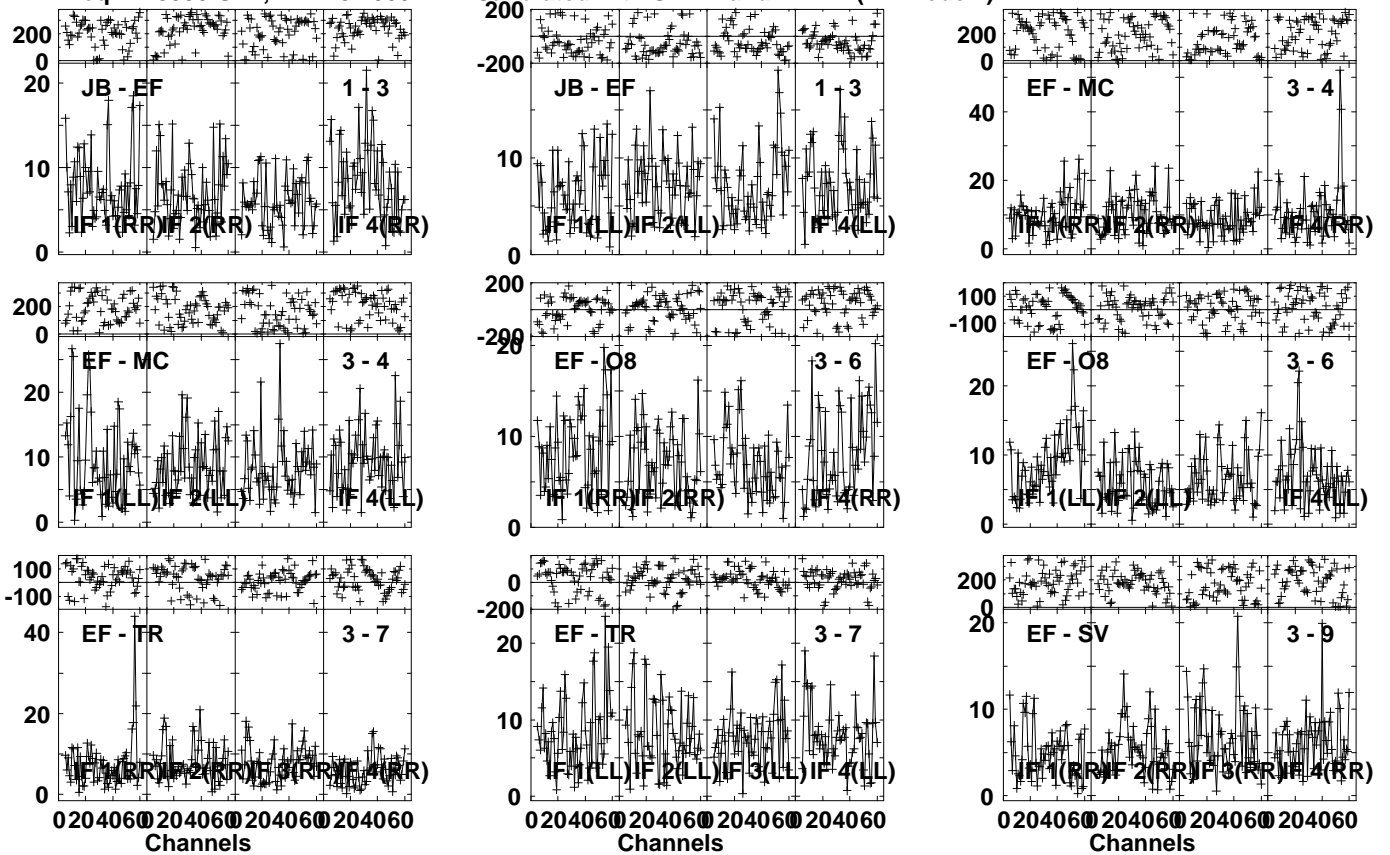 200
0
200
-200
200
0
20
10
0
JB - EF
1 - 3
IF 1(RR)
IF 2(RR)
IF 4(RR)
10
0
JB - EF
1 - 3
IF 1(LL)
IF 2(LL)
IF 4(LL)
40
20
0
EF - MC
3 - 4
IF 1(RR)
IF 2(RR)
IF 4(RR)
200
0
200
-200
100
-100
20
10
0
EF - MC
3 - 4
IF 1(LL)
IF 2(LL)
IF 4(LL)
20
10
0
EF - O8
3 - 6
IF 1(RR)
IF 2(RR)
IF 4(RR)
20
10
0
EF - O8
3 - 6
IF 1(LL)
IF 2(LL)
IF 4(LL)
100
-100
0
-200
200
0
40
20
0
EF - TR
3 - 7
IF 1(RR)
IF 2(RR)
IF 3(RR)
IF 4(RR)
20
10
0
EF - TR
3 - 7
IF 1(LL)
IF 2(LL)
IF 3(LL)
IF 4(LL)
20
10
0
EF - SV
3 - 9
IF 1(RR)
IF 2(RR)
IF 3(RR)
IF 4(RR)
0 20 40 60 0 20 40 60 0 20 40 60 0 20 40 60
0 20 40 60 0 20 40 60 0 20 40 60 0 20 40 60
0 20 40 60 0 20 40 60 0 20 40 60 0 20 40 60
Channels
Channels
Channels